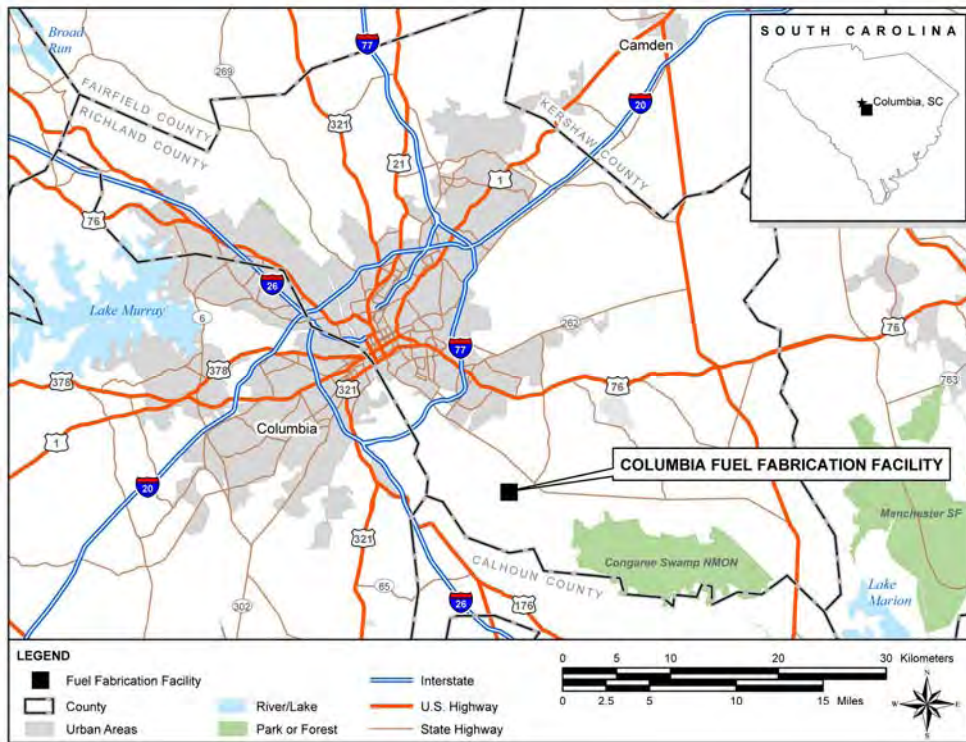 Broad
Run
269
77
Camden
SOUTH CAROLINA
Columbia, SC
FAIRFIELD COUNTY
RICHLAND COUNTY
321
21
20
KERSHAW COUNTY
1
76
26
Lake Murray
6
262
77
76
378
378
321
76
763
Columbia
1
COLUMBIA FUEL FABRICATION FACILITY
20
Manchester SF
321
CALHOUN COUNTY
Congaree Swamp NMON
65
Lake
Marion
302
26
176
LEGEND
Fuel Fabrication Facility
County
Urban Areas
River/Lake
Park or Forest
Interstate
U.S. Highway
State Highway
0 5 10 20 30 Kilometers
0 2.5 5 10 15 Miles
N
W E
S